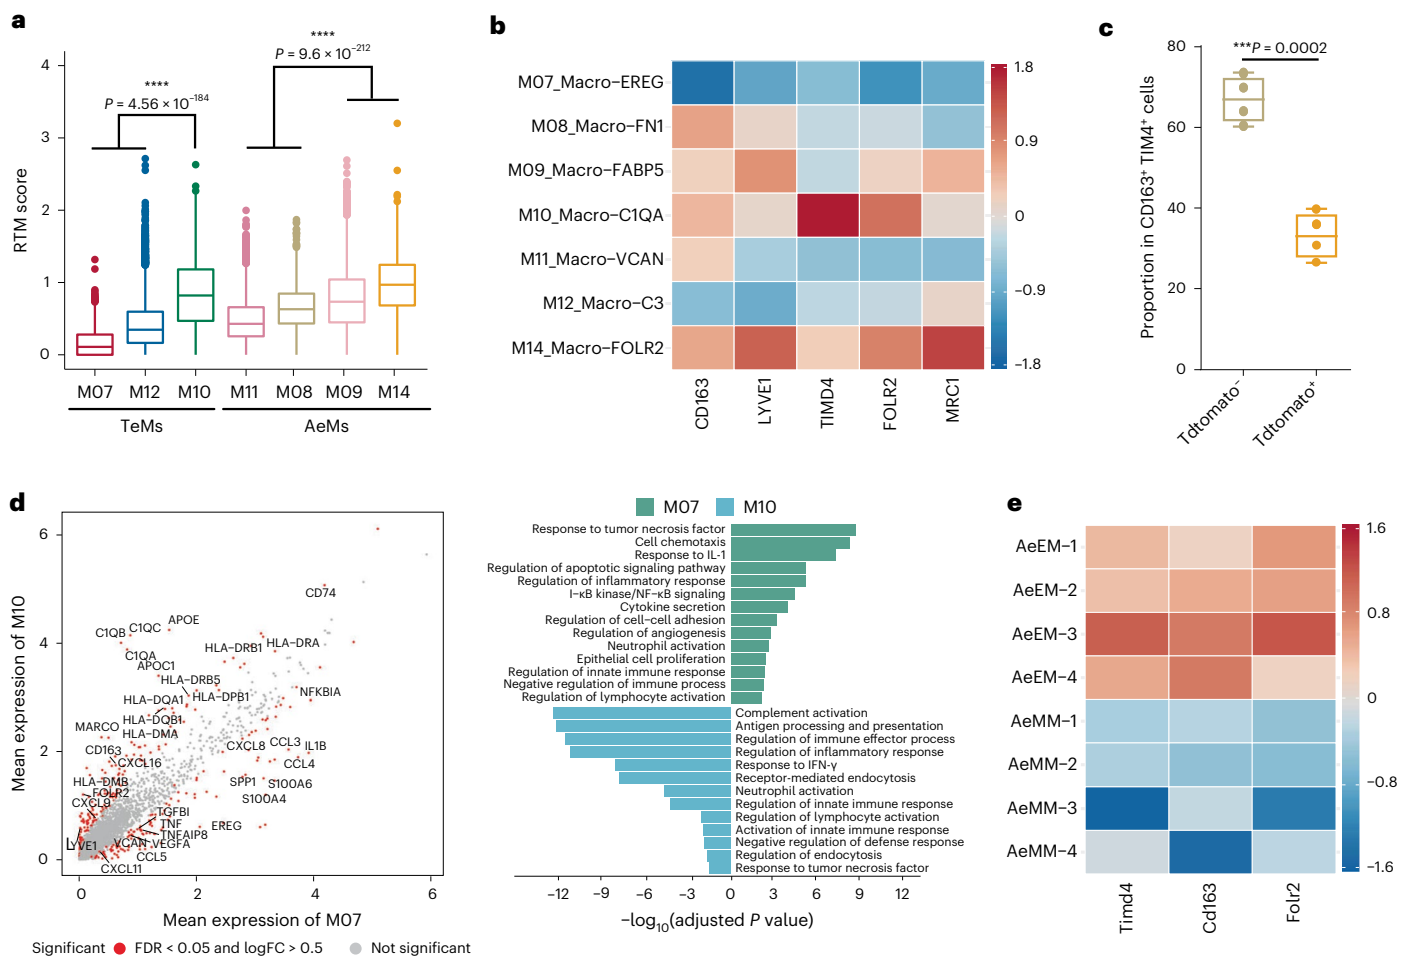 a
RTM score
4
3
2
1
0
****
P = 4.56 × 10⁻¹⁸⁴
****
P = 9.6 × 10⁻²¹²
M07 M12 M10 M11 M08 M09 M14
TeMs AeMs
b
M07_Macro−EREG
M08_Macro−FN1
M09_Macro−FABP5
M10_Macro−C1QA
M11_Macro−VCAN
M12_Macro−C3
M14_Macro−FOLR2
CD163
LYVE1
TIMD4
FOLR2
MRC1
1.8
0.9
0
−0.9
−1.8
c
Proportion in CD163⁺ TIM4⁺ cells
80
60
40
20
0
***P = 0.0002
Tdtomato⁻
Tdtomato⁺
d
Mean expression of M10
6
4
2
0
CD74
APOE
C1QB C1QC
C1QA
APOC1
HLA−DRB1 HLA−DRA
HLA−DRB5
HLA−DQA1 HLA−DPB1
NFKBIA
HLA−DQB1
MARCO
HLA−DMA
CD163
CXCL16
CXCL8 CCL3 IL1B
CCL4
HLA−DMB
FOLR2
CXCL9
SPP1 S100A6
S100A4
TGFBI
TNF
EREG
TNFAIP8
LYVE1
VCAN VEGFA
CCL5
CXCL11
0 2 4 6
Mean expression of M07
Significant FDR < 0.05 and logFC > 0.5 Not significant
M07 M10
Response to tumor necrosis factor
Cell chemotaxis
Response to IL-1
Regulation of apoptotic signaling pathway
Regulation of inflammatory response
I−κB kinase/NF−κB signaling
Cytokine secretion
Regulation of cell−cell adhesion
Regulation of angiogenesis
Neutrophil activation
Epithelial cell proliferation
Regulation of innate immune response
Negative regulation of immune process
Regulation of lymphocyte activation
Complement activation
Antigen processing and presentation
Regulation of immune effector process
Regulation of inflammatory response
Response to IFN-γ
Receptor-mediated endocytosis
Neutrophil activation
Regulation of innate immune response
Regulation of lymphocyte activation
Activation of innate immune response
Negative regulation of defense response
Regulation of endocytosis
Response to tumor necrosis factor
−12 −9 −6 −3 0 3 6 9 12
−log₁₀(adjusted P value)
e
AeEM−1
AeEM−2
AeEM−3
AeEM−4
AeMM−1
AeMM−2
AeMM−3
AeMM−4
Timd4
Cd163
Folr2
1.6
0.8
0
−0.8
−1.6